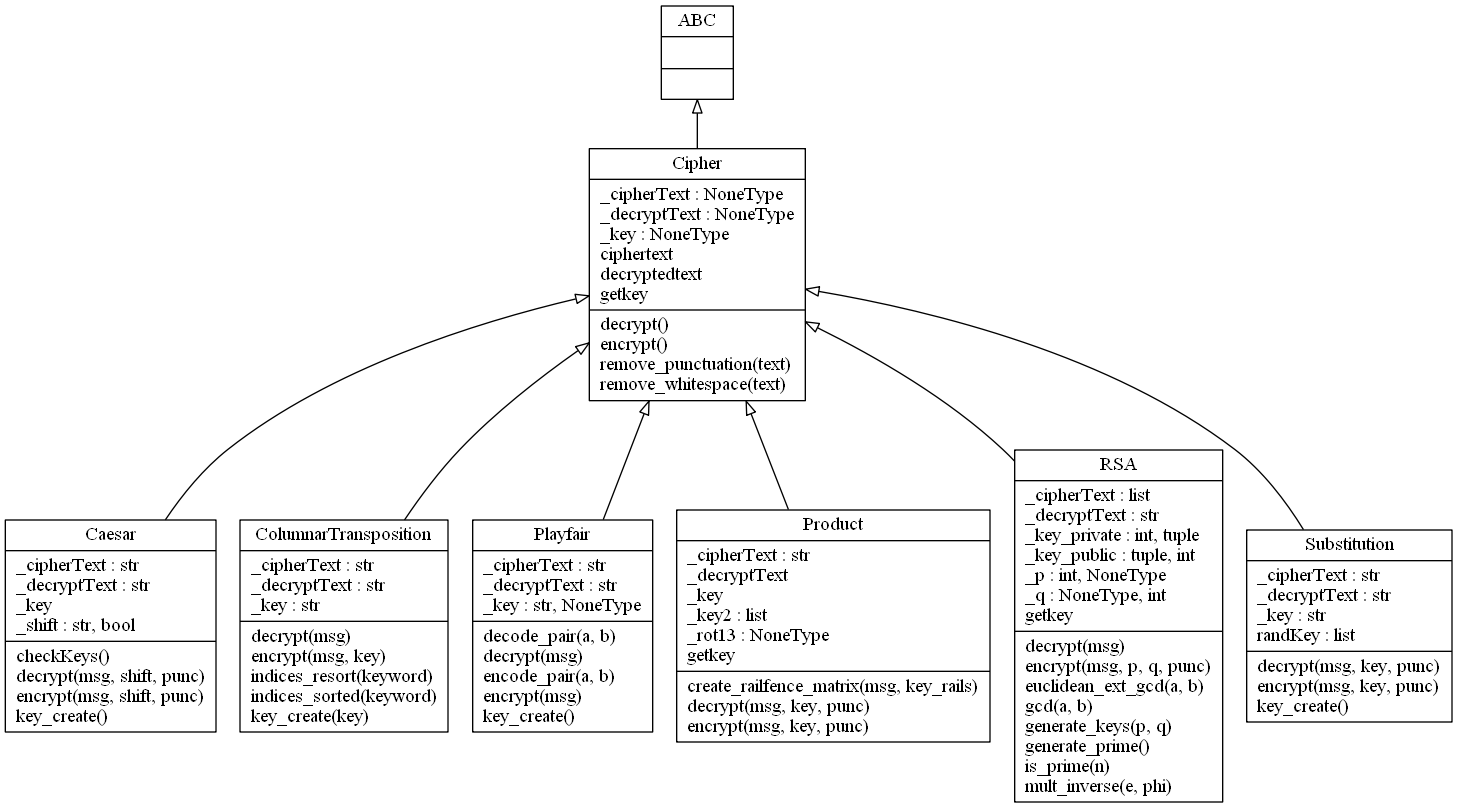 ABC
Cipher
_cipherText : NoneType
_decryptText : NoneType
_key : NoneType
ciphertext
decryptedtext
getkey
decrypt()
encrypt()
remove_punctuation(text)
remove_whitespace(text)
Caesar
_cipherText : str
_decryptText : str
_key
_shift : str, bool
checkKeys()
decrypt(msg, shift, punc)
encrypt(msg, shift, punc)
key_create()
ColumnarTransposition
_cipherText : str
_decryptText : str
_key : str
decrypt(msg)
encrypt(msg, key)
indices_resort(keyword)
indices_sorted(keyword)
key_create(key)
Playfair
_cipherText : str
_decryptText : str
_key : str, NoneType
decode_pair(a, b)
decrypt(msg)
encode_pair(a, b)
encrypt(msg)
key_create()
Product
_cipherText : str
_decryptText
_key
_key2 : list
_rot13 : NoneType
getkey
create_railfence_matrix(msg, key_rails)
decrypt(msg, key, punc)
encrypt(msg, key, punc)
RSA
_cipherText : list
_decryptText : str
_key_private : int, tuple
_key_public : tuple, int
_p : int, NoneType
_q : NoneType, int
getkey
decrypt(msg)
encrypt(msg, p, q, punc)
euclidean_ext_gcd(a, b)
gcd(a, b)
generate_keys(p, q)
generate_prime()
is_prime(n)
mult_inverse(e, phi)
Substitution
_cipherText : str
_decryptText : str
_key : str
randKey : list
decrypt(msg, key, punc)
encrypt(msg, key, punc)
key_create()